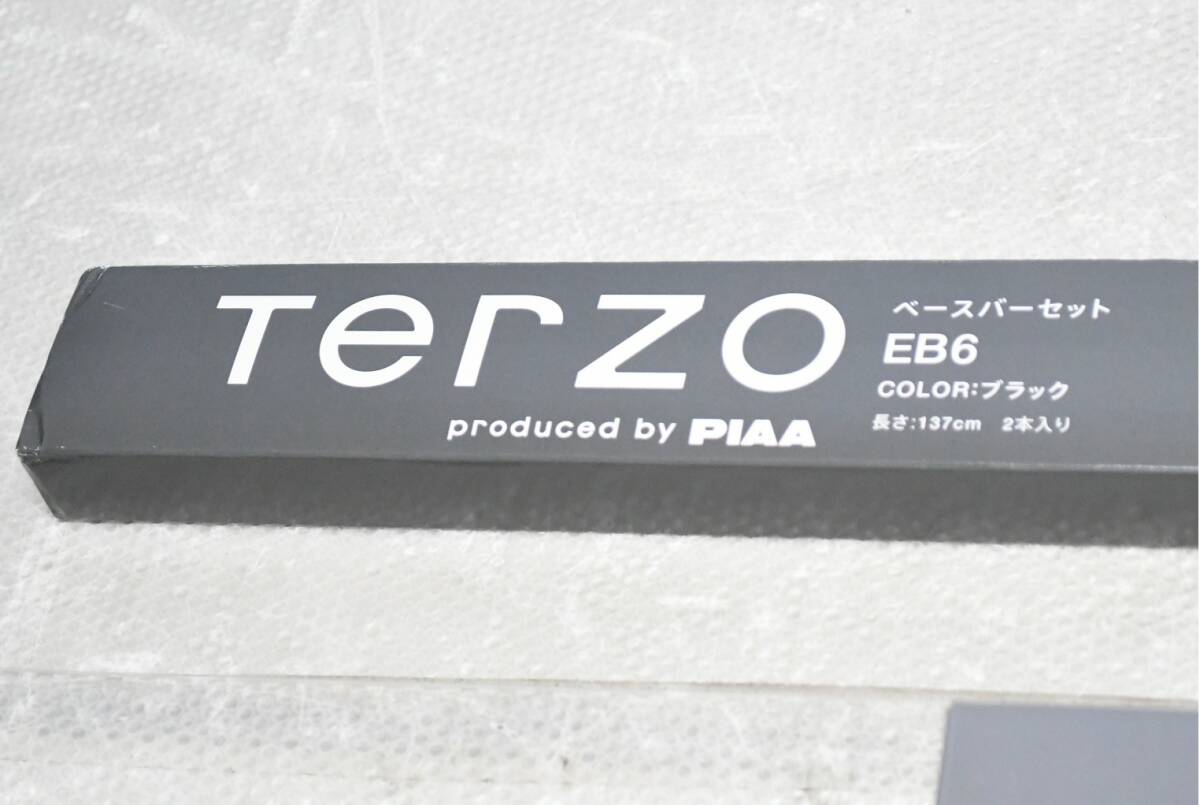 Terzo
produced by PIAA
ベースバーセット
EB6
COLOR:ブラック
長さ:137cm 2本入り